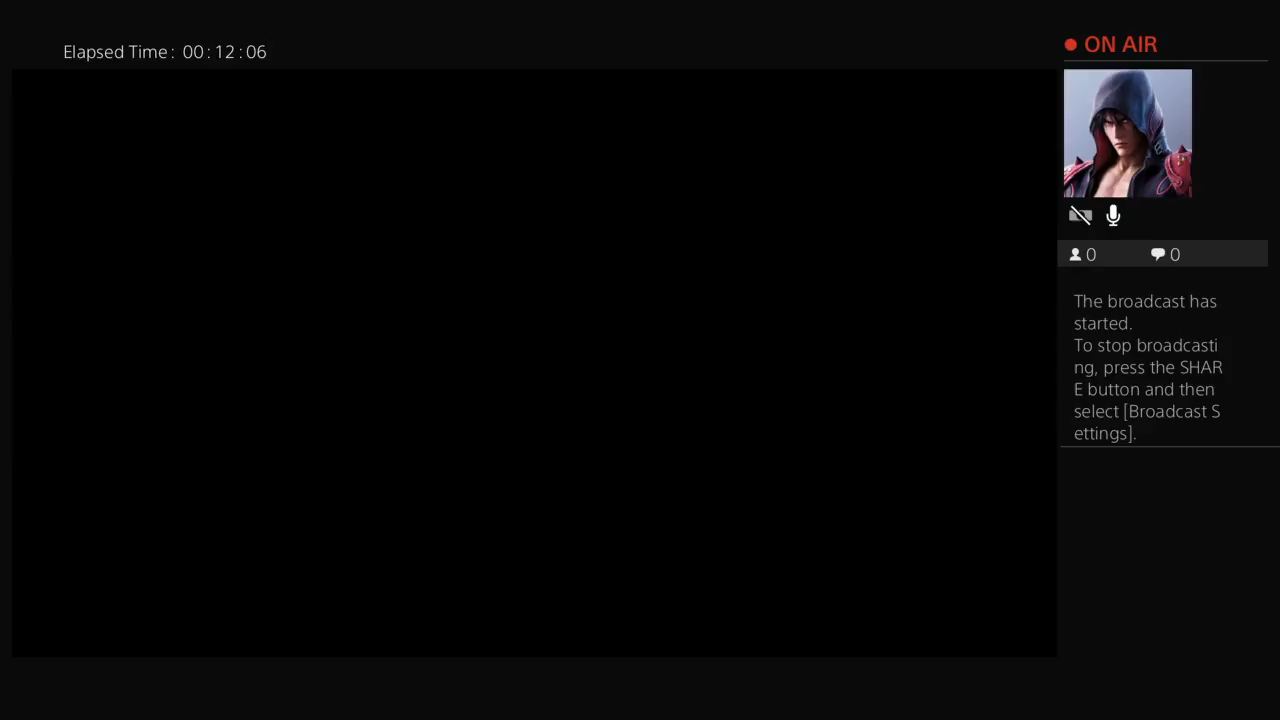 Elapsed Time: 00:12:06
ON AIR
0 0
The broadcast has
started.
To stop broadcasti
ng, press the SHAR
E button and then
select [Broadcast S
ettings].